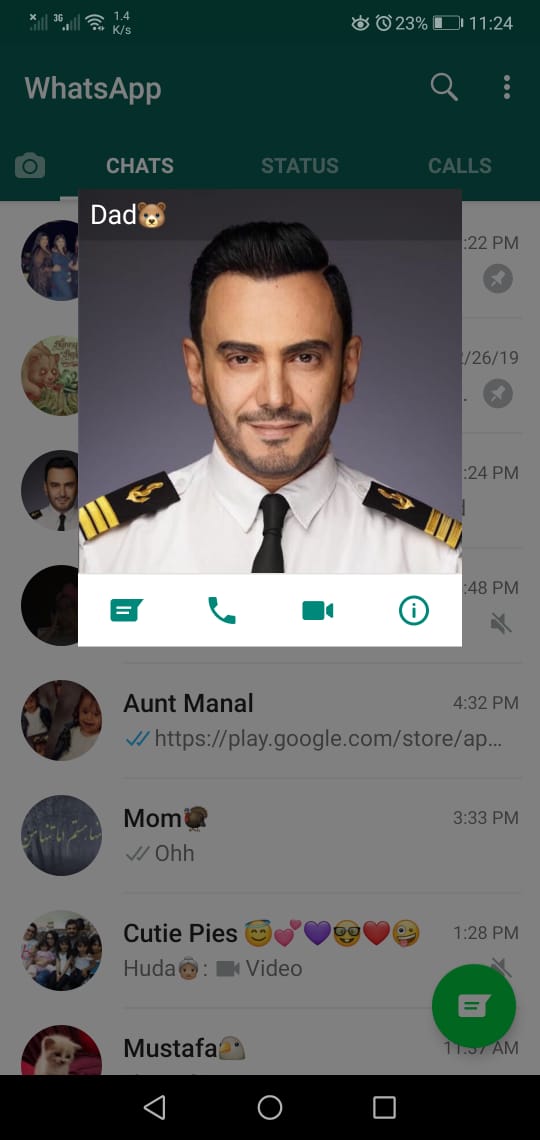 3G 1.4
K/s
23% 11:24
WhatsApp
CHATS STATUS CALLS
Dad🐻
:22 PM
/26/19
:24 PM
:48 PM
Aunt Manal 4:32 PM
https://play.google.com/store/ap...
Mom🦃 3:33 PM
Ohh
Cutie Pies 😇💕💜🤓❤️🤪 1:28 PM
Huda👵: Video
Mustafa🐔 11:37 AM